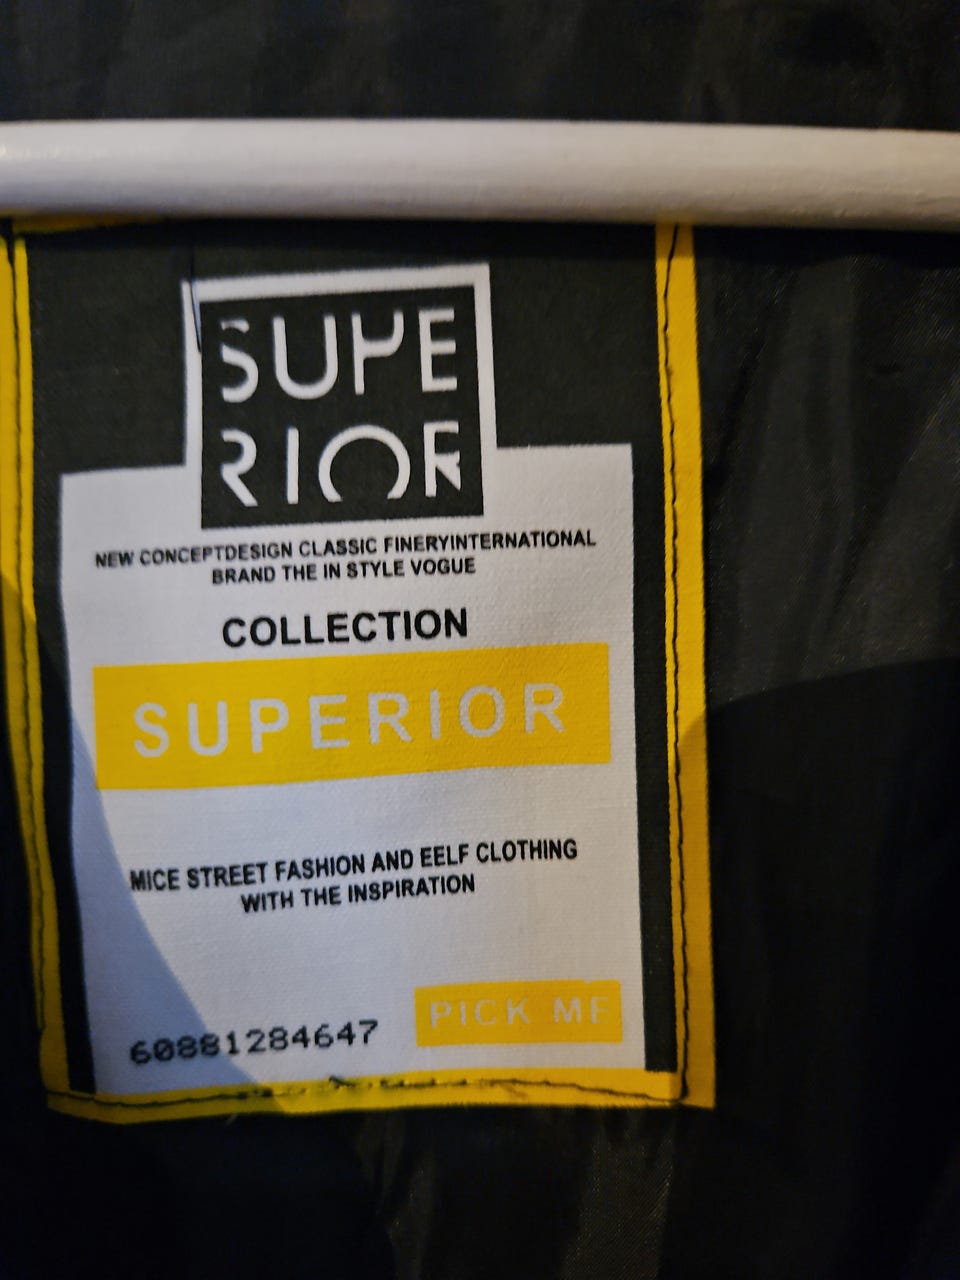 SUPE
RIOR
NEW CONCEPTDESIGN CLASSIC FINERYINTERNATIONAL
BRAND THE IN STYLE VOGUE
COLLECTION
SUPERIOR
MICE STREET FASHION AND EELF CLOTHING
WITH THE INSPIRATION
PICK ME
60881284647